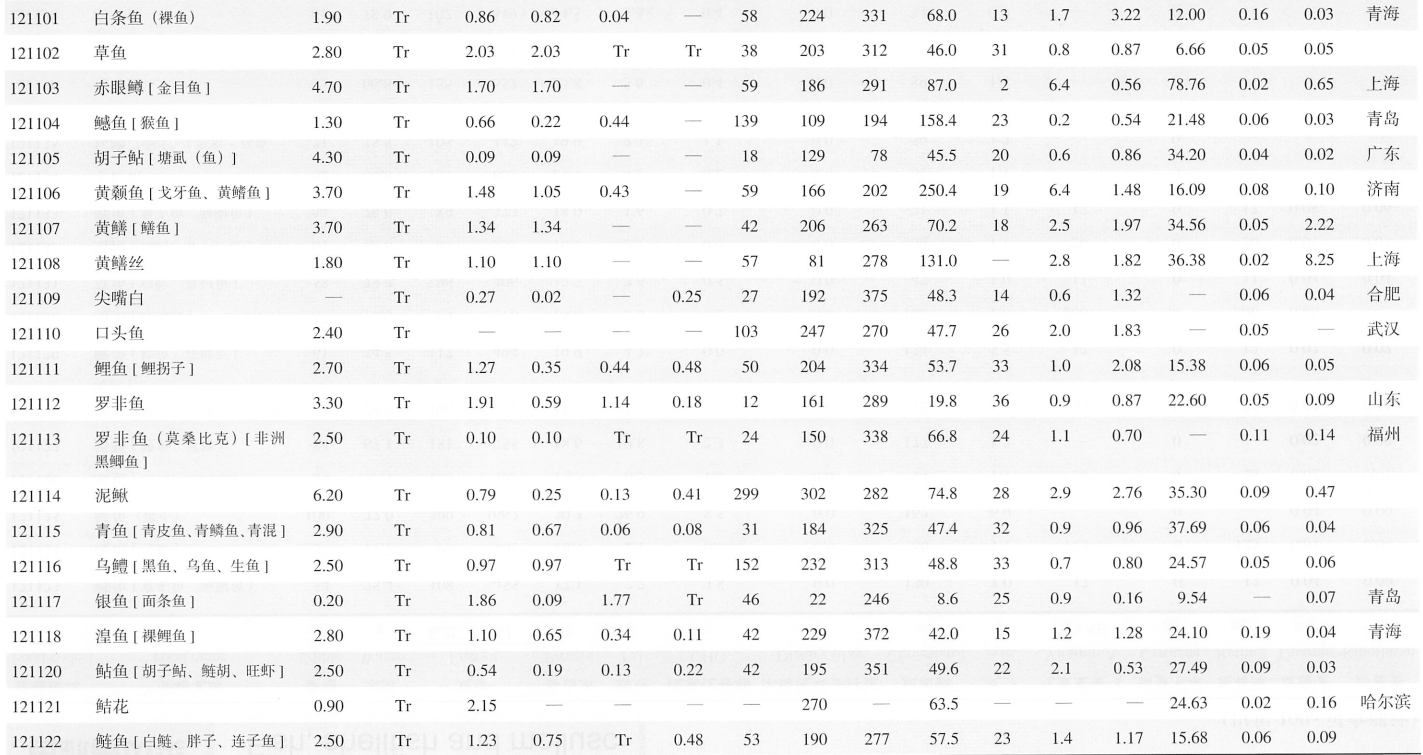 121101 白条鱼（裸鱼） 1.90 Tr 0.86 0.82 0.04 — 58 224 331 68.0 13 1.7 3.22 12.00 0.16 0.03 青海
121102 草鱼 2.80 Tr 2.03 2.03 Tr Tr 38 203 312 46.0 31 0.8 0.87 6.66 0.05 0.05
121103 赤眼鳟[金目鱼] 4.70 Tr 1.70 1.70 — — 59 186 291 87.0 2 6.4 0.56 78.76 0.02 0.65 上海
121104 鳡鱼[猴鱼] 1.30 Tr 0.66 0.22 0.44 — 139 109 194 158.4 23 0.2 0.54 21.48 0.06 0.03 青岛
121105 胡子鲇[塘虱（鱼）] 4.30 Tr 0.09 0.09 — — 18 129 78 45.5 20 0.6 0.86 34.20 0.04 0.02 广东
121106 黄颡鱼[戈牙鱼、黄鳍鱼] 3.70 Tr 1.48 1.05 0.43 — 59 166 202 250.4 19 6.4 1.48 16.09 0.08 0.10 济南
121107 黄鳝[鳝鱼] 3.70 Tr 1.34 1.34 — — 42 206 263 70.2 18 2.5 1.97 34.56 0.05 2.22
121108 黄鳝丝 1.80 Tr 1.10 1.10 — — 57 81 278 131.0 — 2.8 1.82 36.38 0.02 8.25 上海
121109 尖嘴白 — Tr 0.27 0.02 — 0.25 27 192 375 48.3 14 0.6 1.32 — 0.06 0.04 合肥
121110 口头鱼 2.40 Tr — — — — 103 247 270 47.7 26 2.0 1.83 — 0.05 — 武汉
121111 鲤鱼[鲤拐子] 2.70 Tr 1.27 0.35 0.44 0.48 50 204 334 53.7 33 1.0 2.08 15.38 0.06 0.05
121112 罗非鱼 3.30 Tr 1.91 0.59 1.14 0.18 12 161 289 19.8 36 0.9 0.87 22.60 0.05 0.09 山东
121113 罗非鱼（莫桑比克）[非洲 2.50 Tr 0.10 0.10 Tr Tr 24 150 338 66.8 24 1.1 0.70 — 0.11 0.14 福州
黑鲫鱼]
121114 泥鳅 6.20 Tr 0.79 0.25 0.13 0.41 299 302 282 74.8 28 2.9 2.76 35.30 0.09 0.47
121115 青鱼[青皮鱼、青鳞鱼、青混] 2.90 Tr 0.81 0.67 0.06 0.08 31 184 325 47.4 32 0.9 0.96 37.69 0.06 0.04
121116 乌鳢[黑鱼、乌鱼、生鱼] 2.50 Tr 0.97 0.97 Tr Tr 152 232 313 48.8 33 0.7 0.80 24.57 0.05 0.06
121117 银鱼[面条鱼] 0.20 Tr 1.86 0.09 1.77 Tr 46 22 246 8.6 25 0.9 0.16 9.54 — 0.07 青岛
121118 湟鱼[裸鲤鱼] 2.80 Tr 1.10 0.65 0.34 0.11 42 229 372 42.0 15 1.2 1.28 24.10 0.19 0.04 青海
121120 鲇鱼[胡子鲇、鲢胡、旺虾] 2.50 Tr 0.54 0.19 0.13 0.22 42 195 351 49.6 22 2.1 0.53 27.49 0.09 0.03
121121 鲒花 0.90 Tr 2.15 — — — — 270 — 63.5 — — — 24.63 0.02 0.16 哈尔滨
121122 鲢鱼[白鲢、胖子、连子鱼] 2.50 Tr 1.23 0.75 Tr 0.48 53 190 277 57.5 23 1.4 1.17 15.68 0.06 0.09